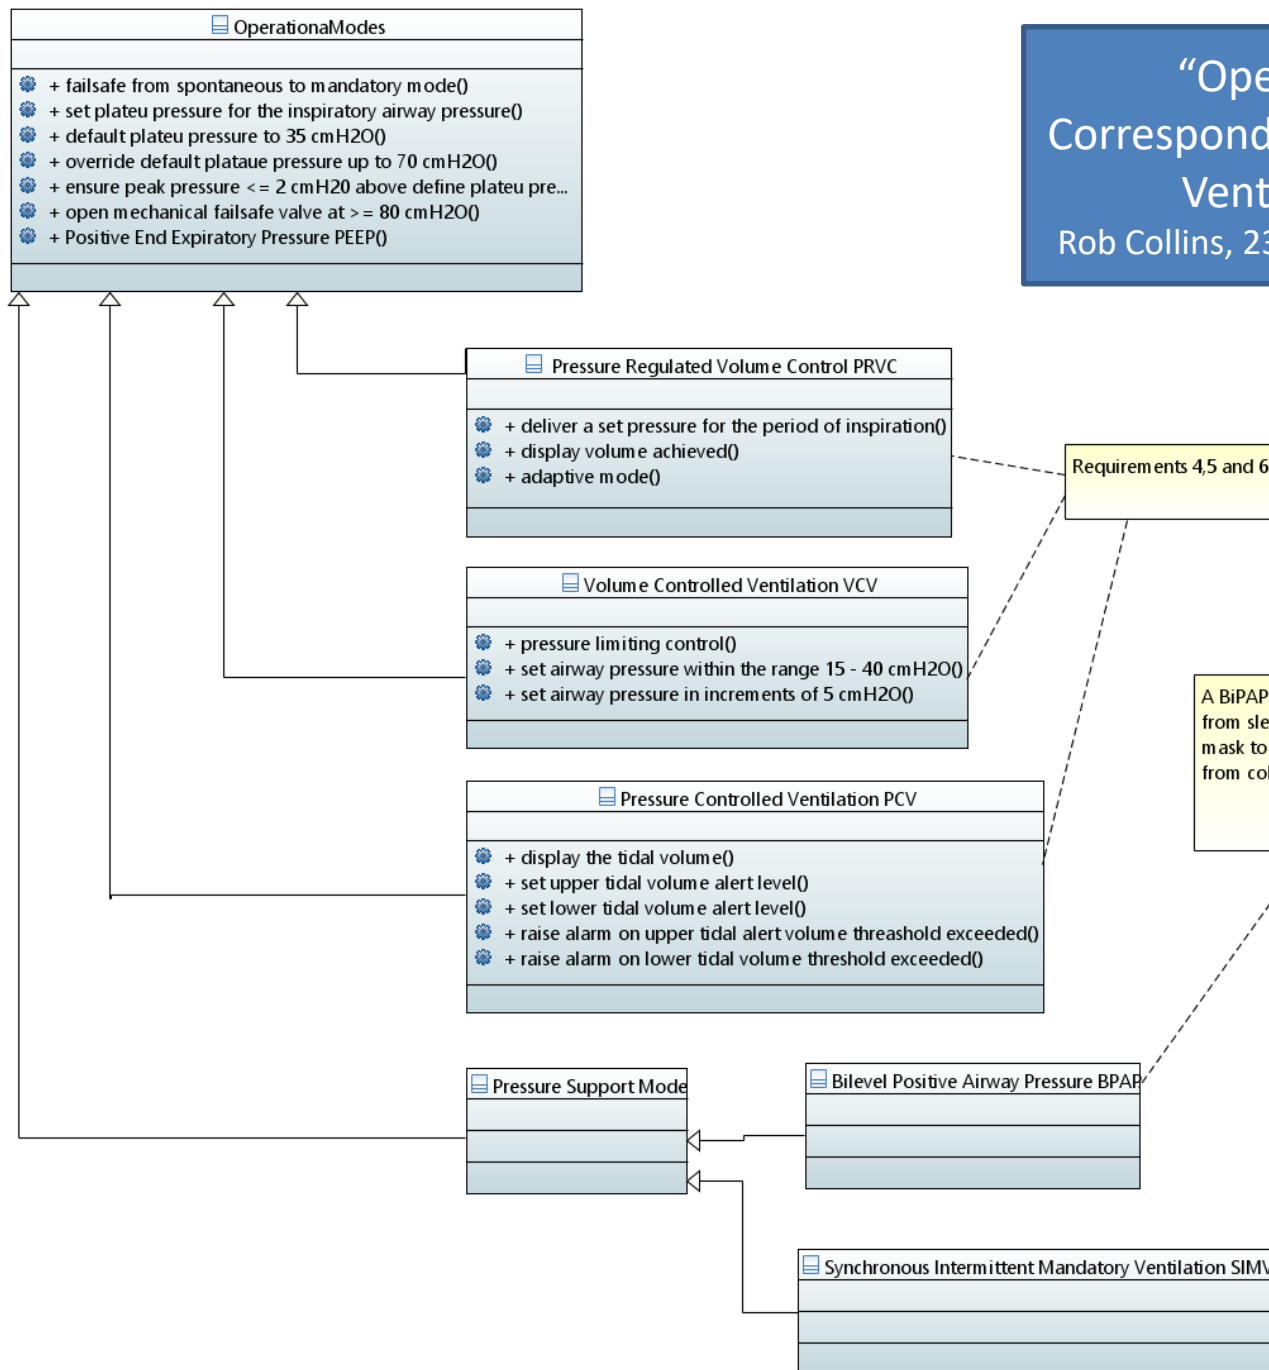 OperationaModes
+ failsafe from spontaneous to mandatory mode()
+ set plateu pressure for the inspiratory airway pressure()
+ default plateu pressure to 35 cmH2O()
+ override default plataue pressure up to 70 cmH2O()
+ ensure peak pressure <= 2 cmH20 above define plateu pre...
+ open mechanical failsafe valve at >= 80 cmH2O()
+ Positive End Expiratory Pressure PEEP()
“Ope
Correspond
Vent
Rob Collins, 23
Pressure Regulated Volume Control PRVC
+ deliver a set pressure for the period of inspiration()
+ display volume achieved()
+ adaptive mode()
Requirements 4,5 and 6
Volume Controlled Ventilation VCV
+ pressure limiting control()
+ set airway pressure within the range 15 - 40 cmH2O()
+ set airway pressure in increments of 5 cmH2O()
A BiPAP
from sle
mask to
from col
Pressure Controlled Ventilation PCV
+ display the tidal volume()
+ set upper tidal volume alert level()
+ set lower tidal volume alert level()
+ raise alarm on upper tidal alert volume threashold exceeded()
+ raise alarm on lower tidal volume threshold exceeded()
Pressure Support Mode
Bilevel Positive Airway Pressure BPAP
Synchronous Intermittent Mandatory Ventilation SIMV